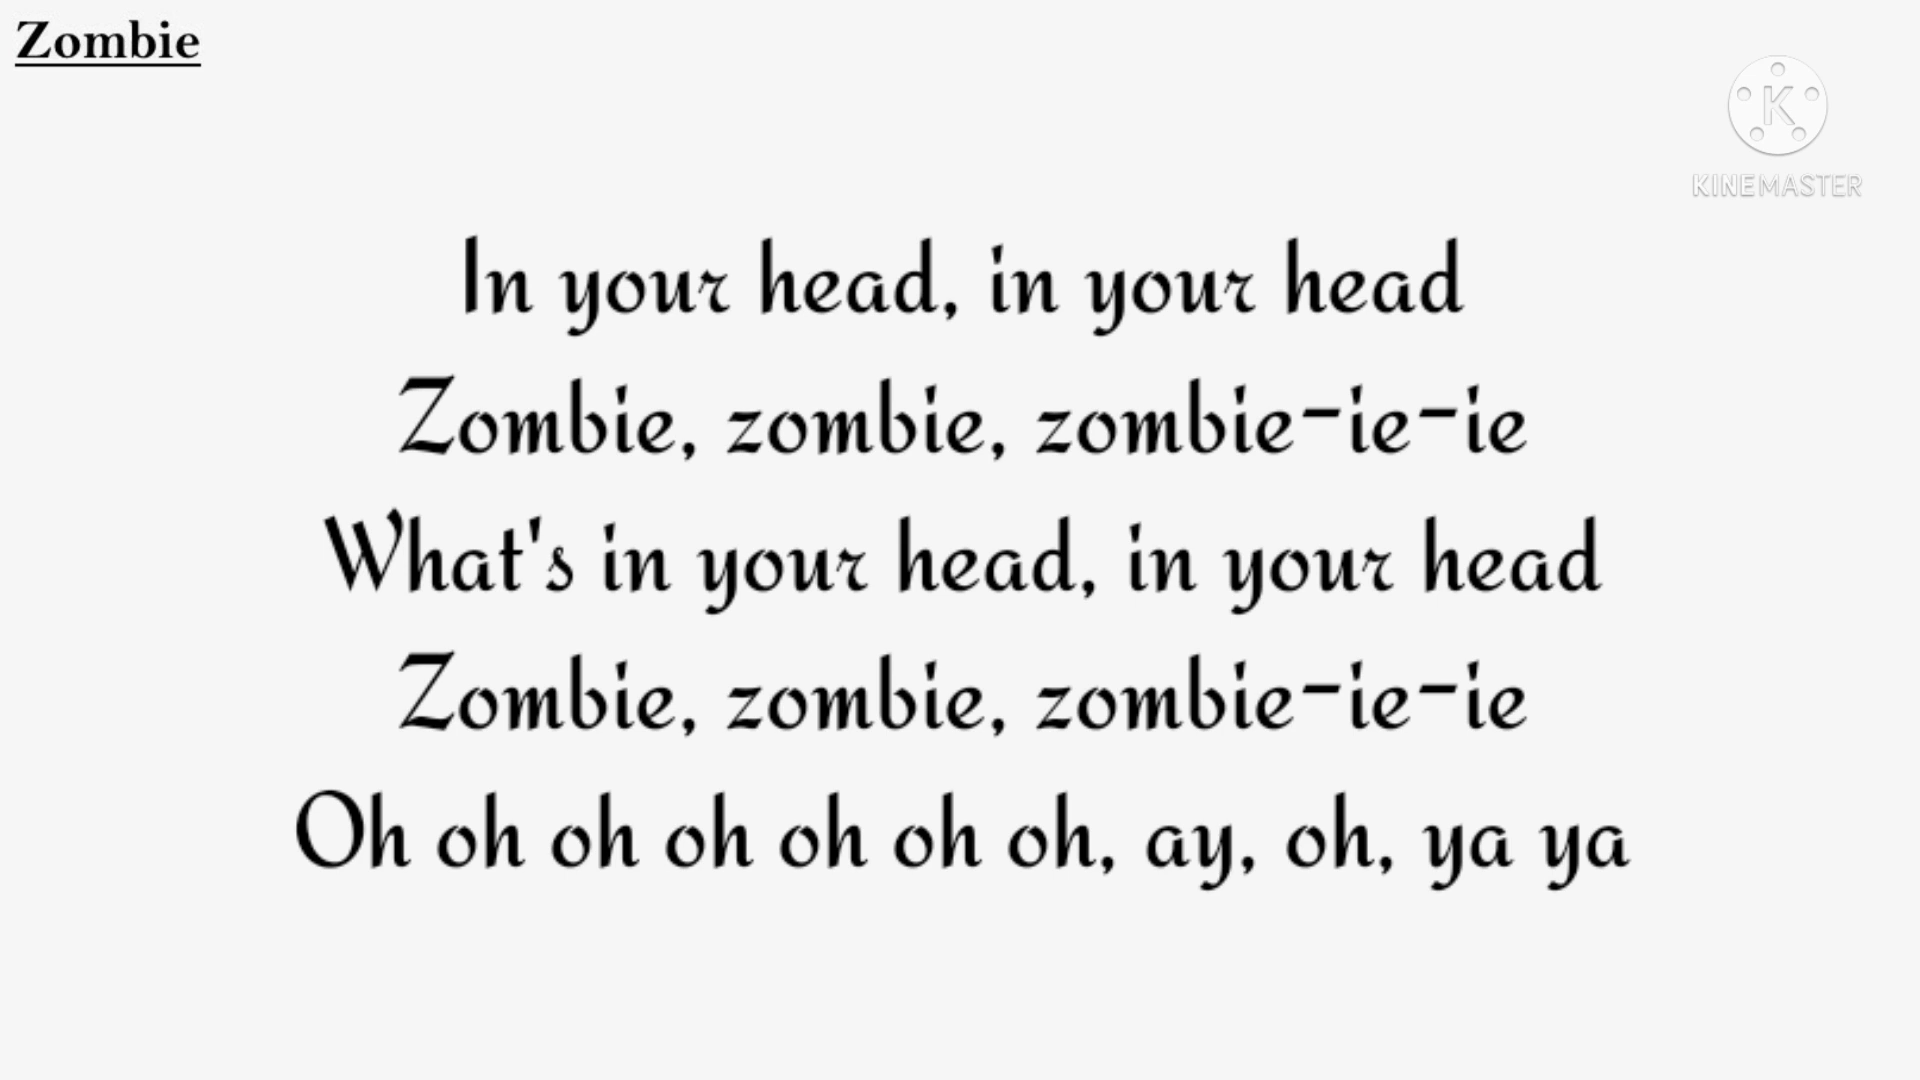 Zombie
KINEMASTER
In your head, in your head
Zombie, zombie, zombie-ie-ie
What's in your head, in your head
Zombie, zombie, zombie-ie-ie
Oh oh oh oh oh oh oh, ay, oh, ya ya